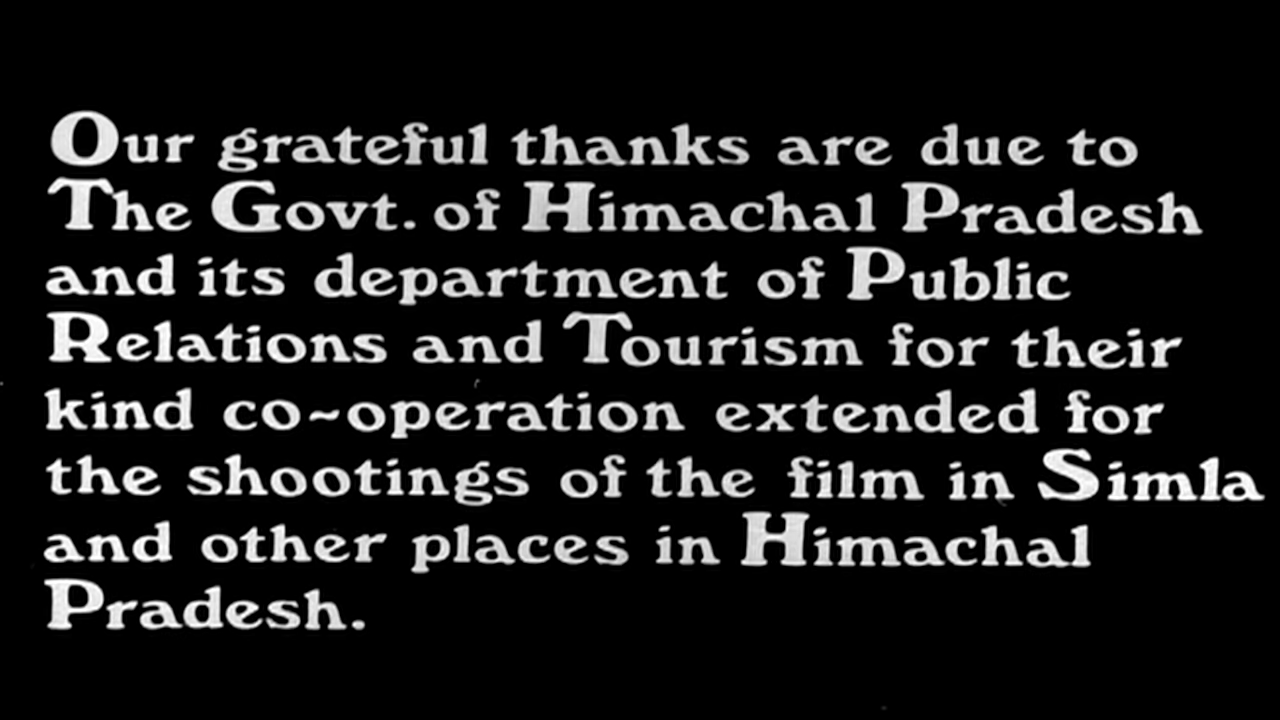 Our grateful thanks are due to
The Govt. of Himachal Pradesh
and its department of Public
Relations and Tourism for their
kind co~operation extended for
the shootings of the film in Simla
and other places in Himachal
Pradesh.